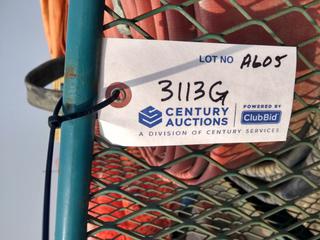 LOT NO A605
3113G
CENTURY AUCTIONS POWERED BY ClubBid
A DIVISION OF CENTURY SERVICES